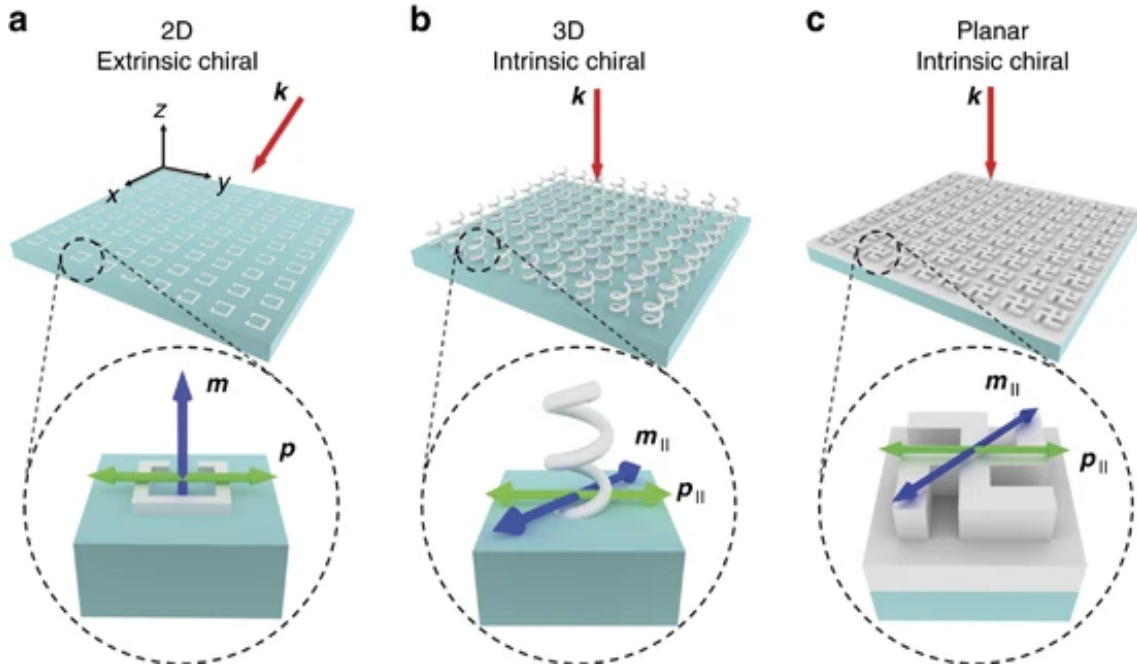 a
2D
Extrinsic chiral
k
z
x
y
m
p
b
3D
Intrinsic chiral
k
m||
p||
c
Planar
Intrinsic chiral
k
m||
p||